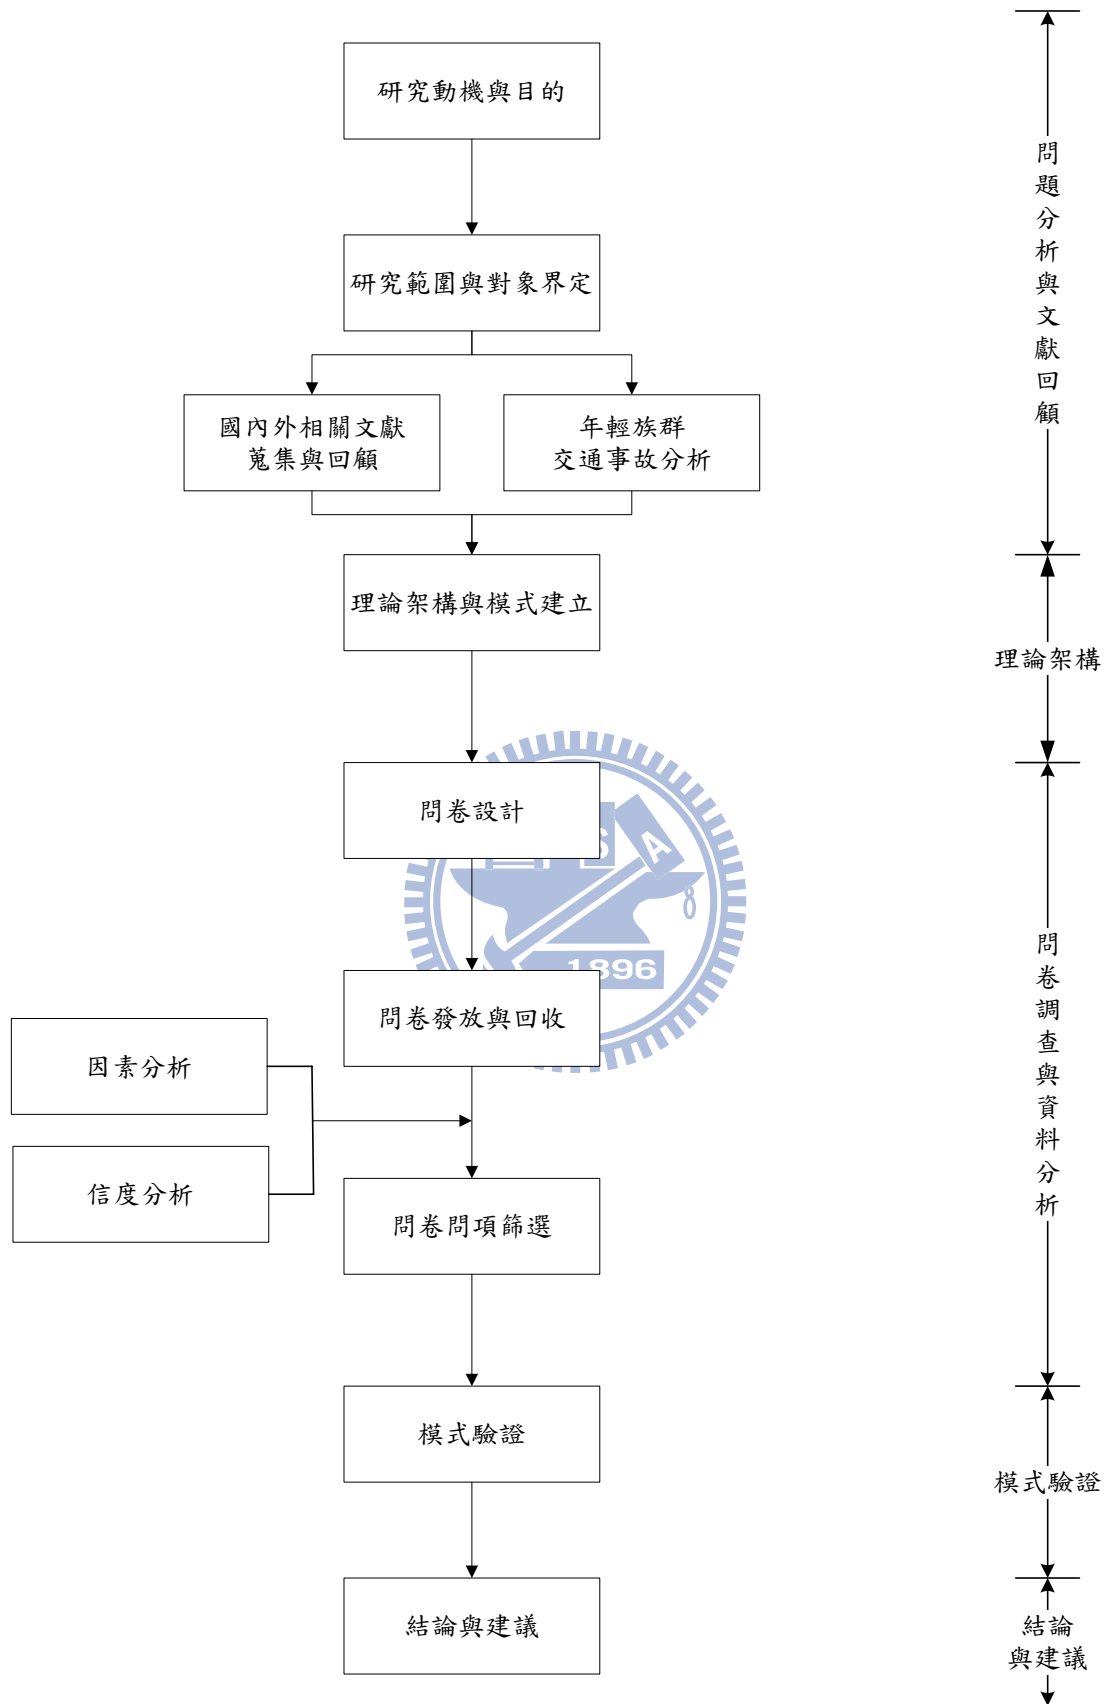 研究動機與目的
研究範圍與對象界定
國內外相關文獻
蒐集與回顧
年輕族群
交通事故分析
理論架構與模式建立
問卷設計
S
A
1896
問卷發放與回收
因素分析
信度分析
問卷問項篩選
模式驗證
結論與建議
問題分析與文獻回顧
理論架構
問卷調查與資料分析
模式驗證
結論
與建議